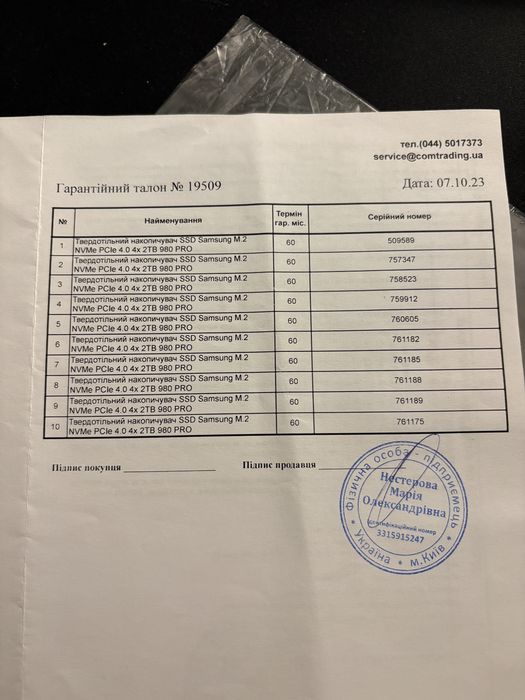 тел.(044) 5017373
service@comtrading.ua
Гарантійний талон № 19509
Дата: 07.10.23
№ Найменування Термін гар. міс. Серійний номер
1 Твердотільний накопичувач SSD Samsung M.2 60 509589
NVMe PCIe 4.0 4x 2TB 980 PRO
2 Твердотільний накопичувач SSD Samsung M.2 60 757347
NVMe PCIe 4.0 4x 2TB 980 PRO
3 Твердотільний накопичувач SSD Samsung M.2 60 758523
NVMe PCIe 4.0 4x 2TB 980 PRO
4 Твердотільний накопичувач SSD Samsung M.2 60 759912
NVMe PCIe 4.0 4x 2TB 980 PRO
5 Твердотільний накопичувач SSD Samsung M.2 60 760605
NVMe PCIe 4.0 4x 2TB 980 PRO
6 Твердотільний накопичувач SSD Samsung M.2 60 761182
NVMe PCIe 4.0 4x 2TB 980 PRO
7 Твердотільний накопичувач SSD Samsung M.2 60 761185
NVMe PCIe 4.0 4x 2TB 980 PRO
8 Твердотільний накопичувач SSD Samsung M.2 60 761188
NVMe PCIe 4.0 4x 2TB 980 PRO
9 Твердотільний накопичувач SSD Samsung M.2 60 761189
NVMe PCIe 4.0 4x 2TB 980 PRO
10 Твердотільний накопичувач SSD Samsung M.2 60 761175
NVMe PCIe 4.0 4x 2TB 980 PRO
Підпис покупця
Підпис продавця
Фізична особа - підприємець
Нестерова
Марія
Олександрівна
ідентифікаційний номер
3315915247
Україна * м.Київ